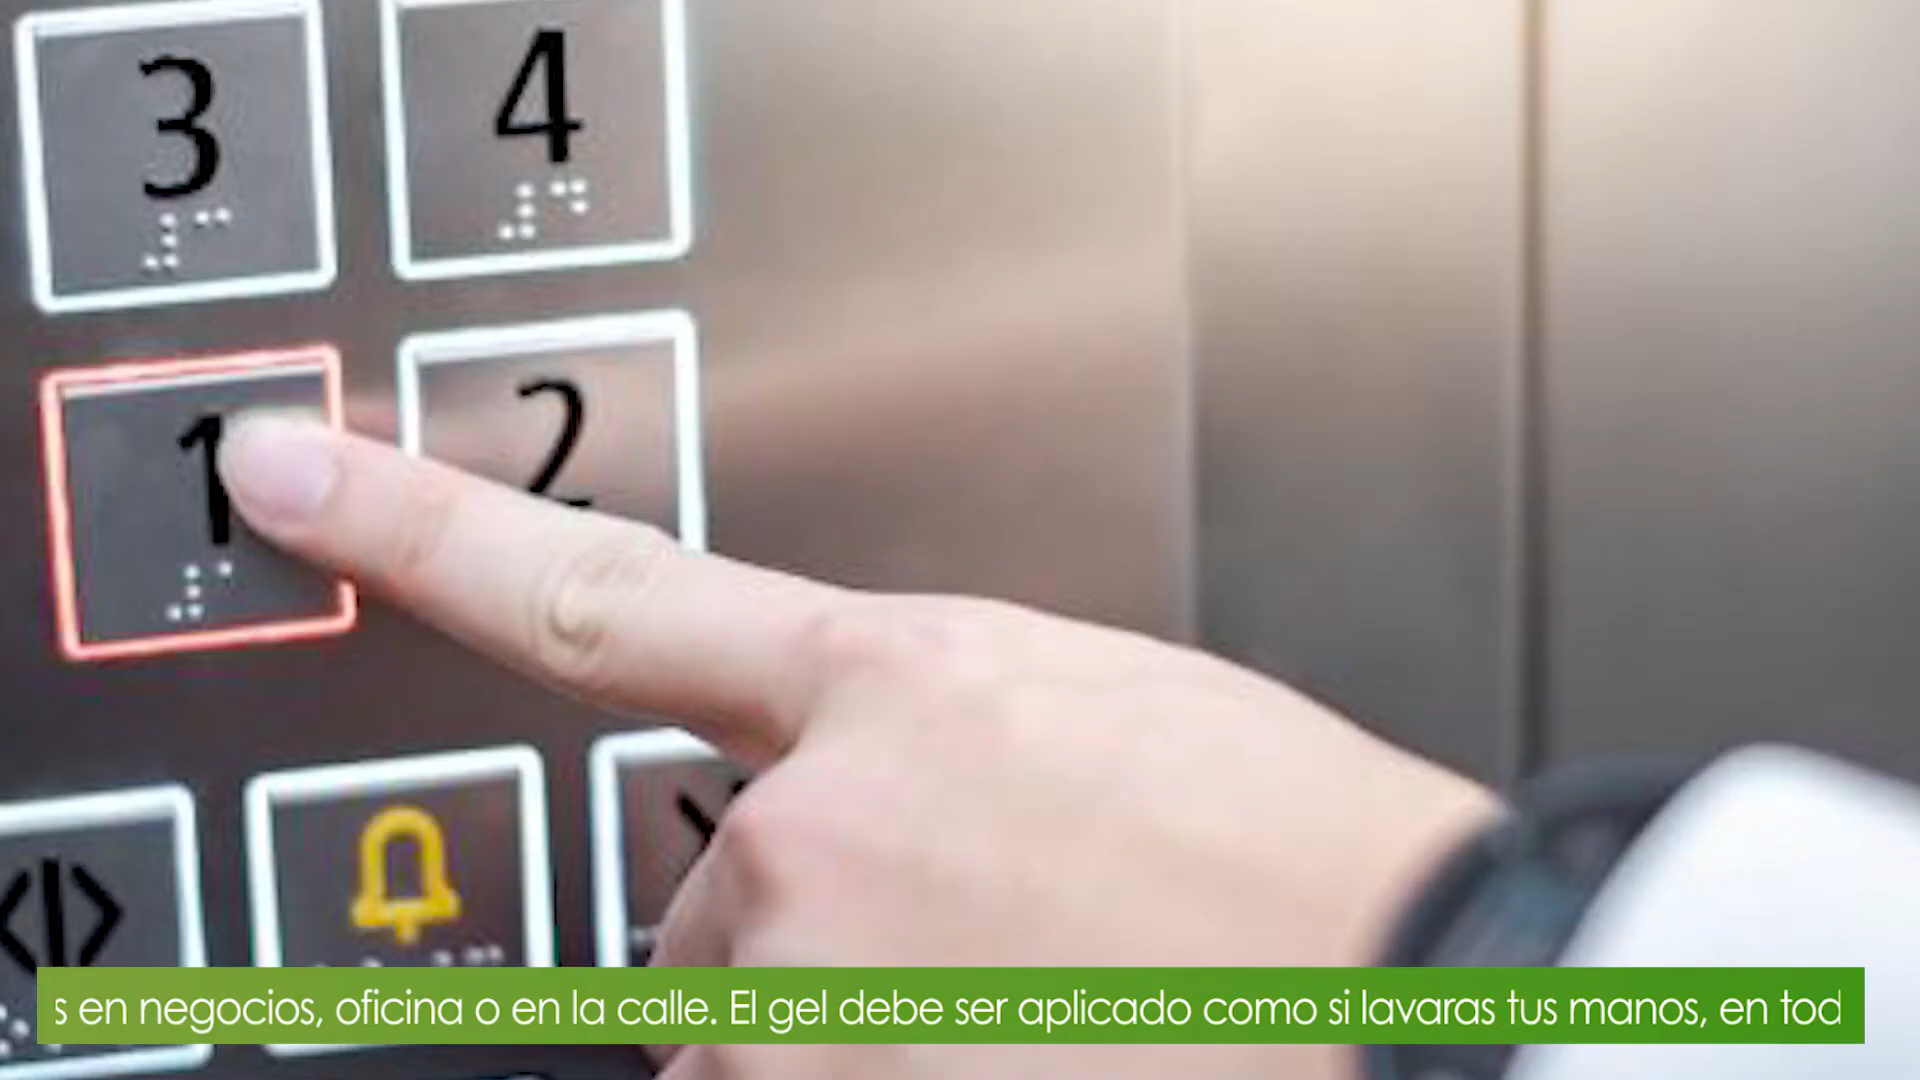 3 4
1 2
en negocios, oficina o en la calle. El gel debe ser aplicado como si lavaras tus manos, en